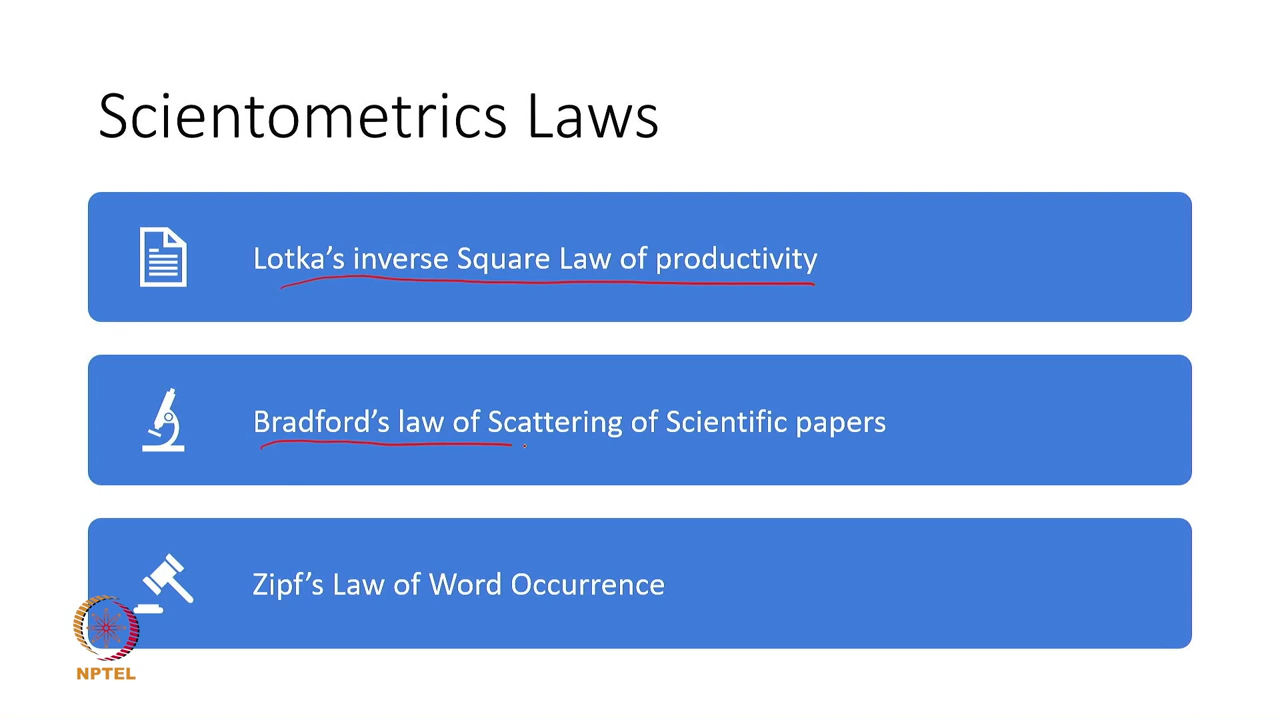 Scientometrics Laws
Lotka’s inverse Square Law of productivity
Bradford’s law of Scattering of Scientific papers
Zipf’s Law of Word Occurrence
NPTEL